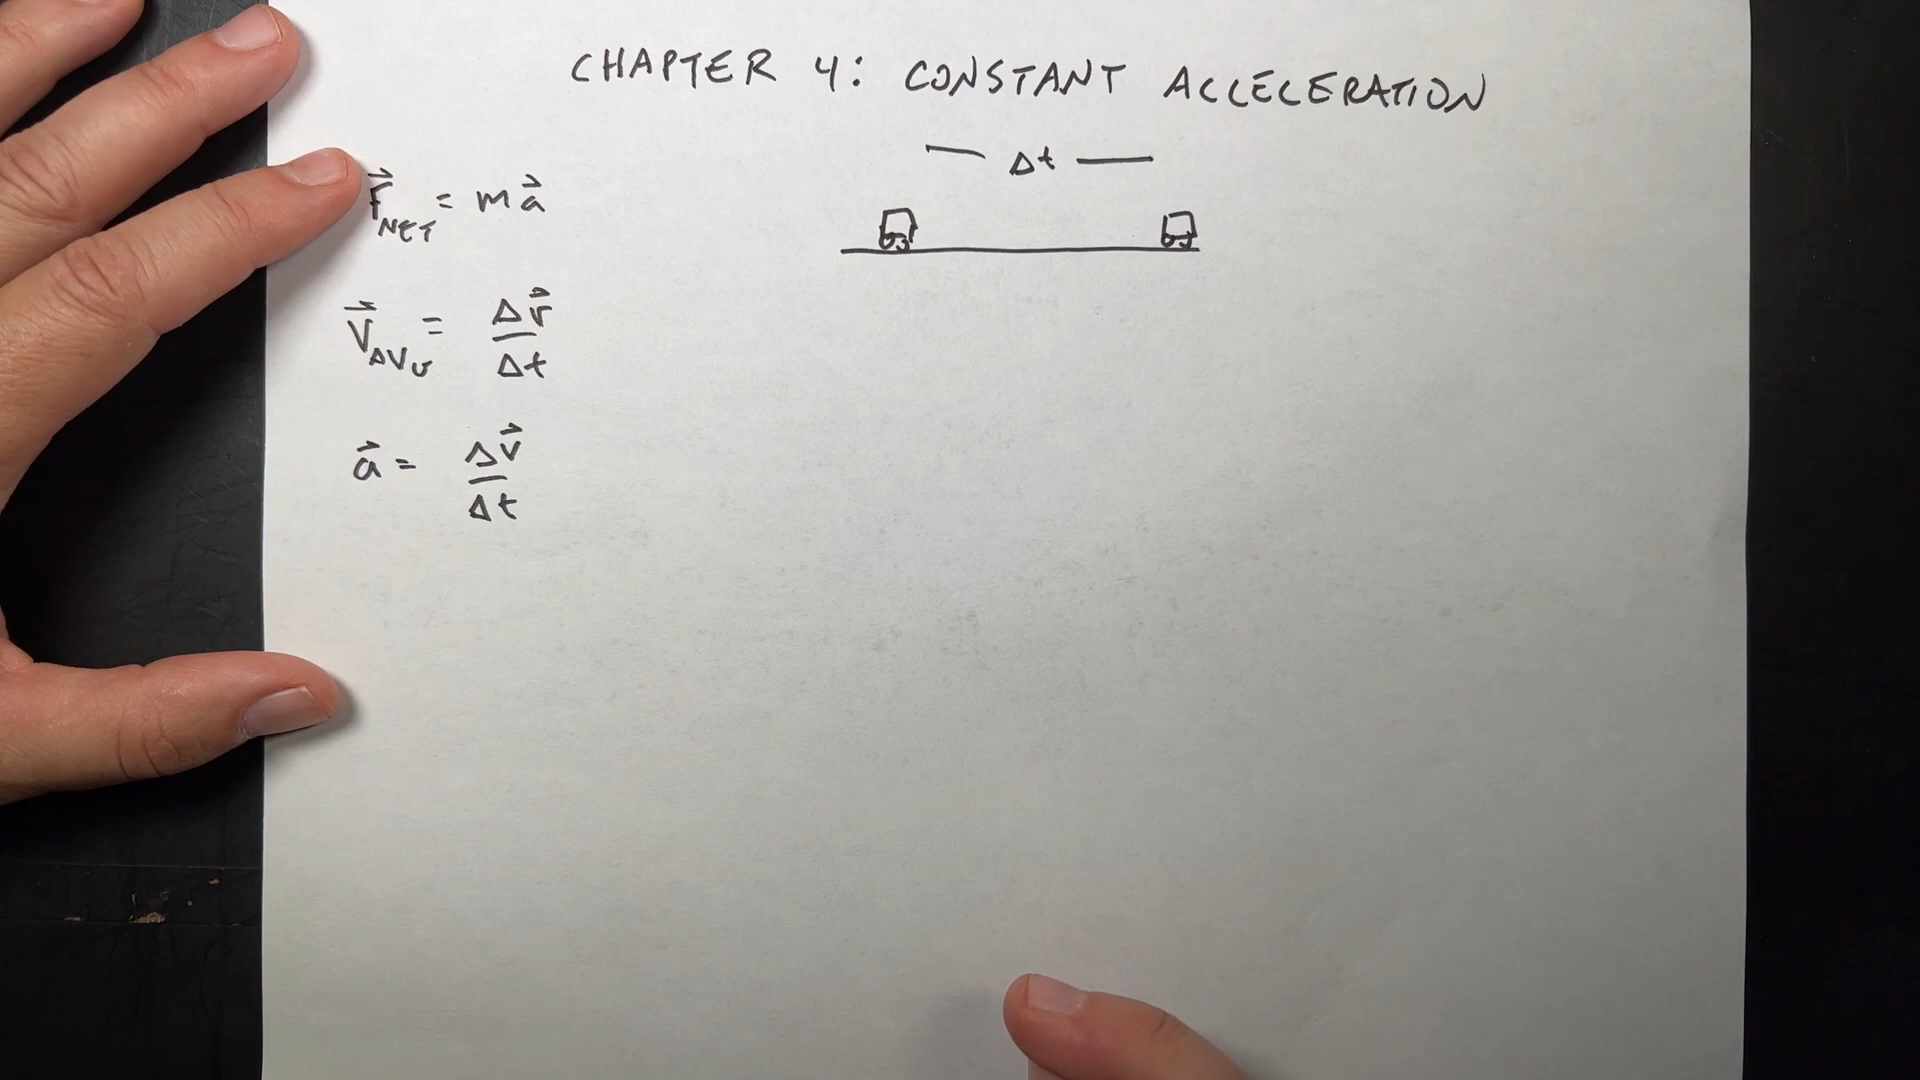 CHAPTER 4: CONSTANT ACCELERATION
— Δt —
F⃗NET = ma⃗
v⃗AVG = Δr⃗/Δt
a⃗ = Δv⃗/Δt